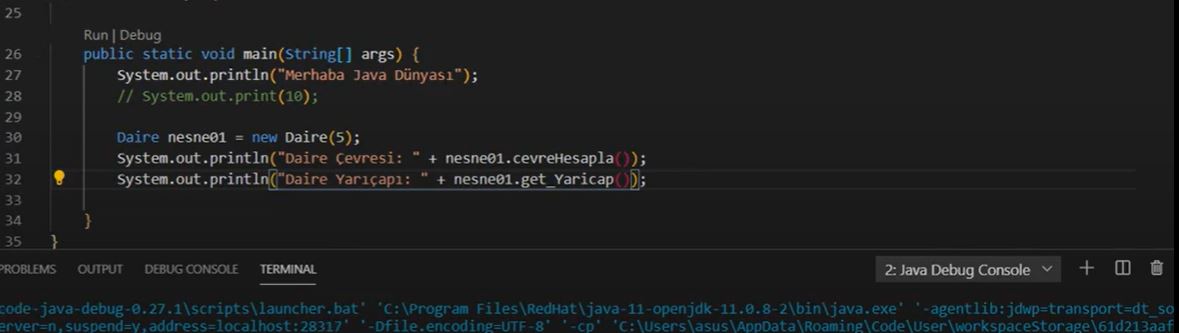 25
Run | Debug
26 public static void main(String[] args) {
27 System.out.println("Merhaba Java Dünyası");
28 // System.out.print(10);
29
30 Daire nesne01 = new Daire(5);
31 System.out.println("Daire Çevresi: " + nesne01.cevreHesapla());
32 System.out.println("Daire Yarıçapı: " + nesne01.get_Yaricap());
33
34 }
35 }
PROBLEMS OUTPUT DEBUG CONSOLE TERMINAL 2: Java Debug Console
code-java-debug-0.27.1\scripts\launcher.bat' 'C:\Program Files\RedHat\java-11-openjdk-11.0.8-2\bin\java.exe' '-agentlib:jdwp=transport=dt_so
erver=n,suspend=y,address=localhost:28317' '-Dfile.encoding=UTF-8' '-cp' 'C:\Users\asus\AppData\Roaming\Code\User\workspaceStorage\61d213aaf